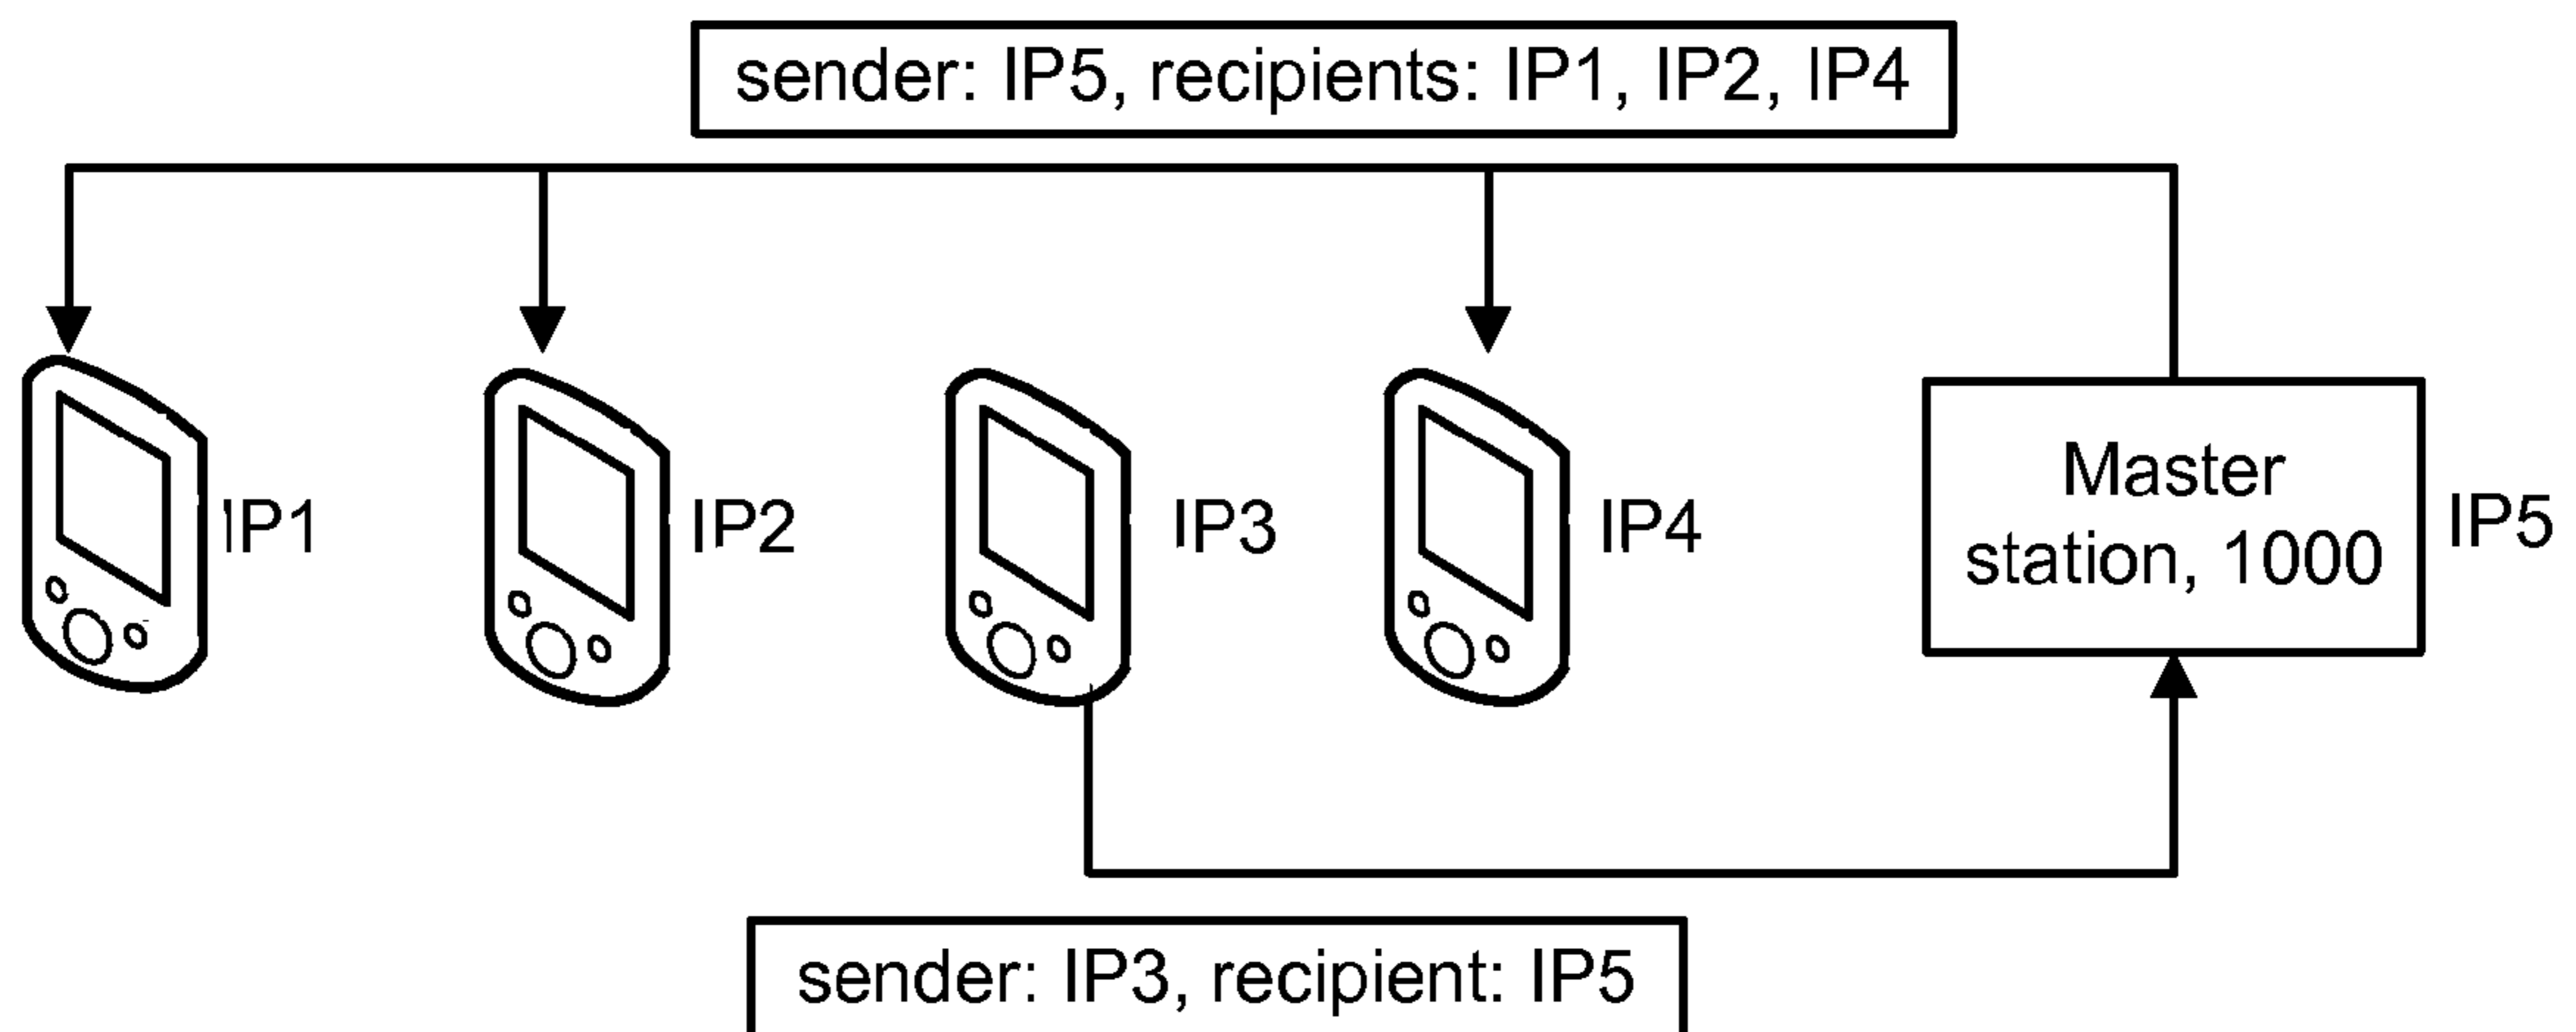 sender: IP5, recipients: IP1, IP2, IP4
IP1
IP2
IP3
IP4
Master
station, 1000
IP5
sender: IP3, recipient: IP5